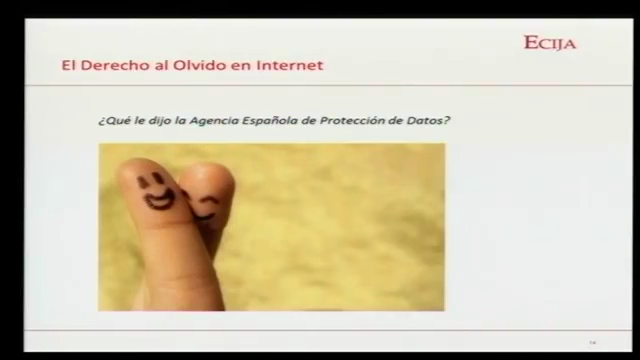 ECIJA
El Derecho al Olvido en Internet
¿Qué le dijo la Agencia Española de Protección de Datos?